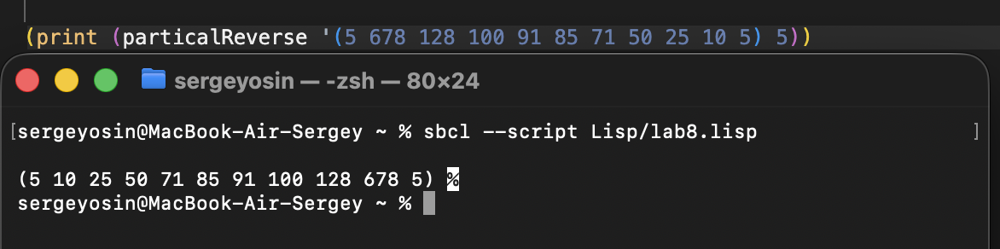 (print (particalReverse '(5 678 128 100 91 85 71 50 25 10 5) 5))
sergeyosin — -zsh — 80×24
[sergeyosin@MacBook-Air-Sergey ~ % sbcl --script Lisp/lab8.lisp ]
(5 10 25 50 71 85 91 100 128 678 5) %
sergeyosin@MacBook-Air-Sergey ~ %